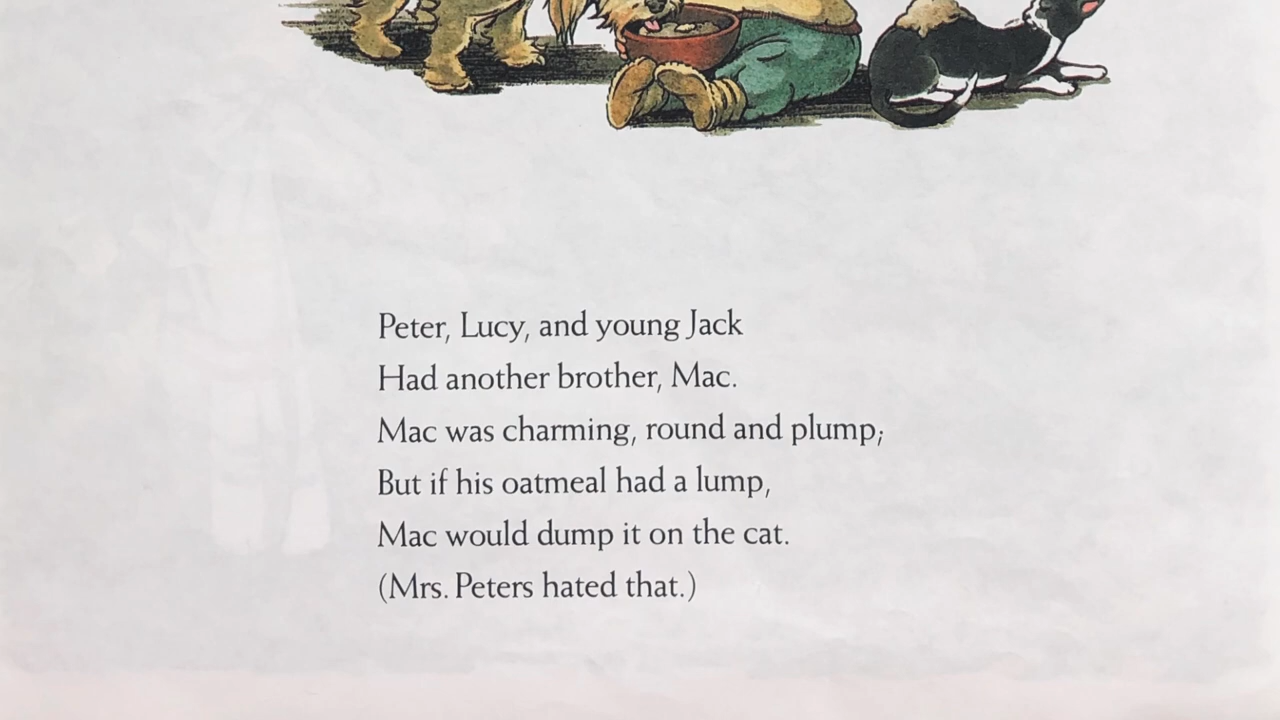 Peter, Lucy, and young Jack
Had another brother, Mac.
Mac was charming, round and plump;
But if his oatmeal had a lump,
Mac would dump it on the cat.
(Mrs. Peters hated that.)